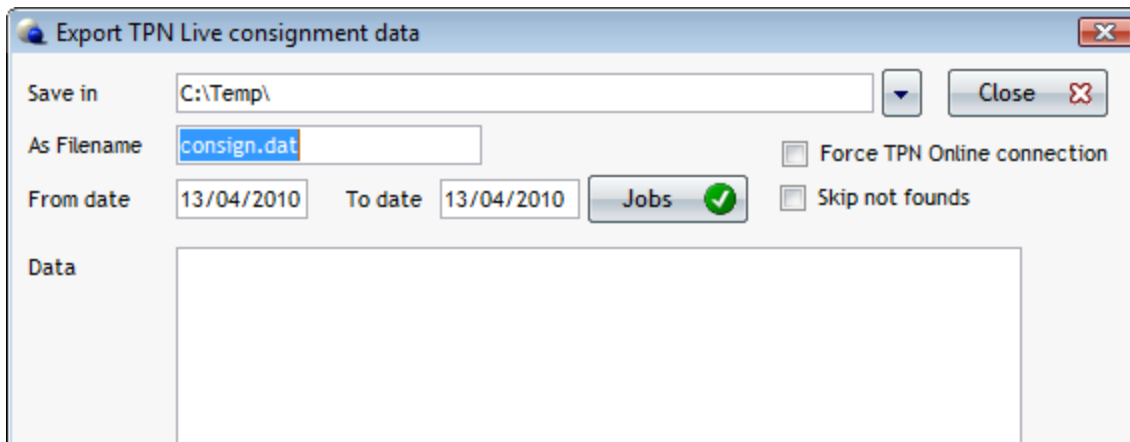 Export TPN Live consignment data
Save in C:\Temp\ Close
As Filename consign.dat
Force TPN Online connection
From date 13/04/2010 To date 13/04/2010 Jobs Skip not founds
Data